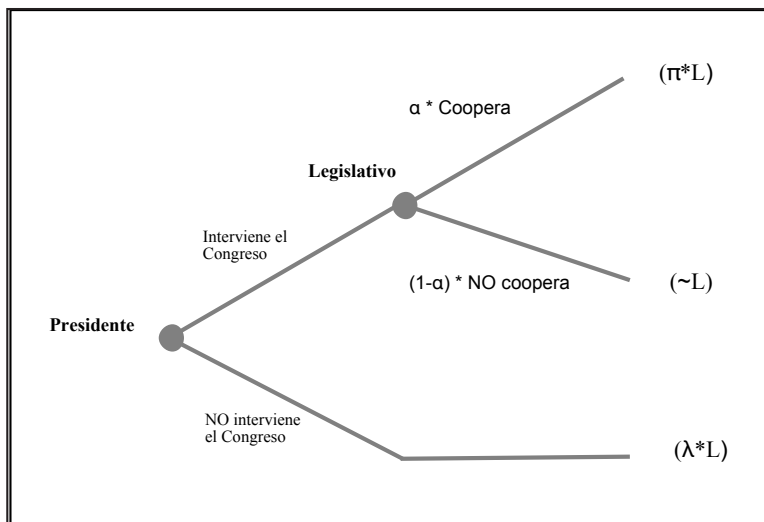 (π*L)
α * Coopera
Legislativo
Interviene el
Congreso
(1-α) * NO coopera
(~L)
Presidente
NO interviene
el Congreso
(λ*L)